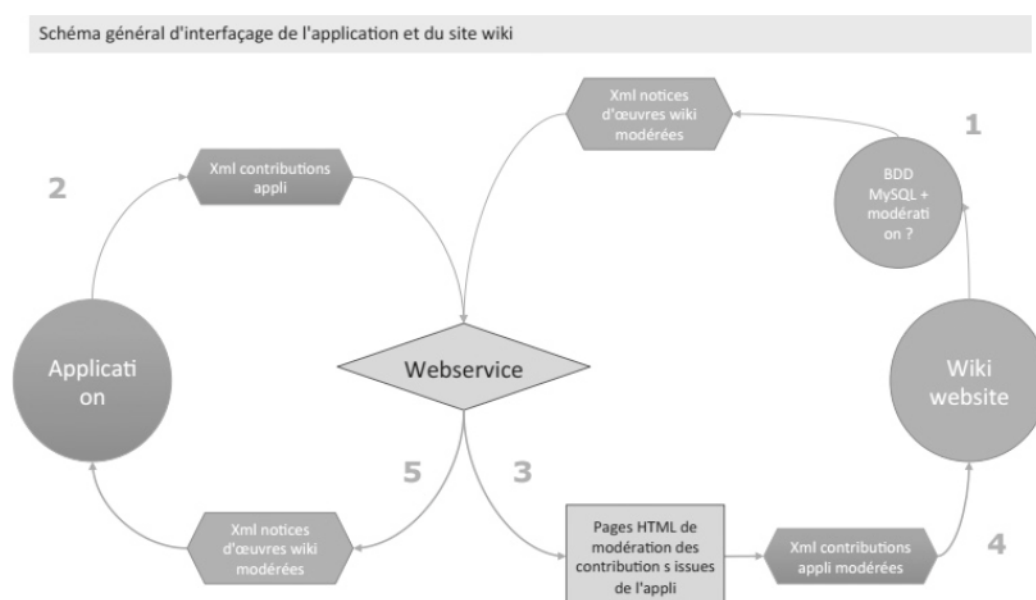 Schéma général d'interfaçage de l'application et du site wiki
Xml notices
d'œuvres wiki
modérées
1
BDD
MySQL +
modérati
on ?
2
Xml contributions
appli
Applicati
on
Webservice
Wiki
website
5
3
Xml notices
d'œuvres wiki
modérées
Pages HTML de
modération des
contribution s issues
de l'appli
Xml contributions
appli modérées
4